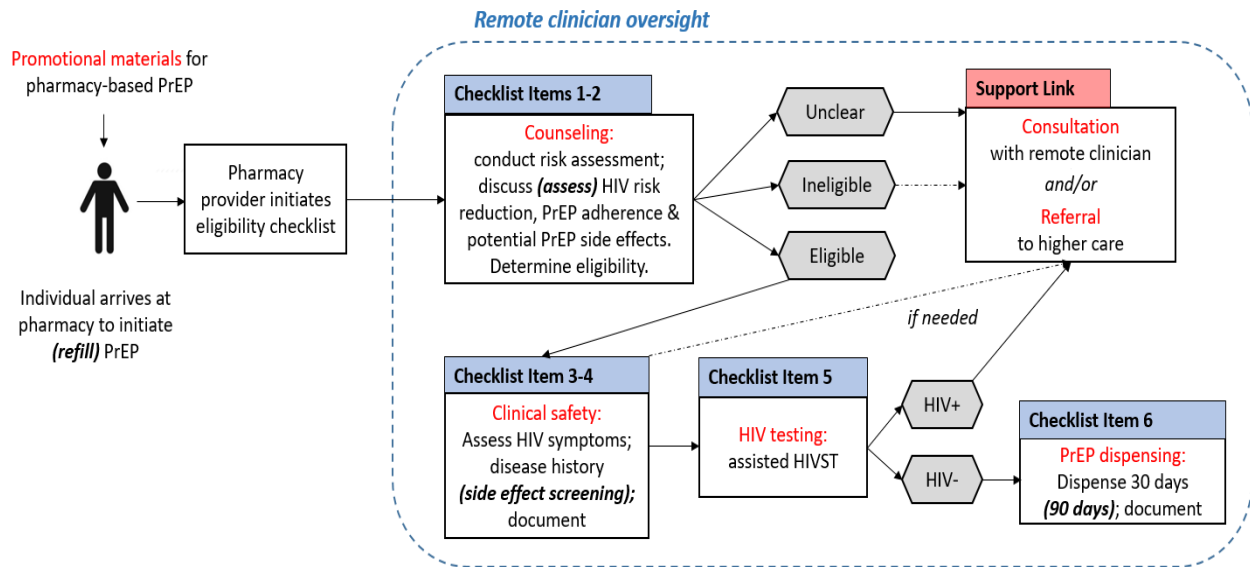 Remote clinician oversight
Promotional materials for
pharmacy-based PrEP
Individual arrives at
pharmacy to initiate
(refill) PrEP
Pharmacy
provider initiates
eligibility checklist
Checklist Items 1-2
Counseling:
conduct risk assessment;
discuss (assess) HIV risk
reduction, PrEP adherence &
potential PrEP side effects.
Determine eligibility.
Unclear
Ineligible
Eligible
Support Link
Consultation
with remote clinician
and/or
Referral
to higher care
if needed
Checklist Item 3-4
Clinical safety:
Assess HIV symptoms;
disease history
(side effect screening);
document
Checklist Item 5
HIV testing:
assisted HIVST
HIV+
HIV-
Checklist Item 6
PrEP dispensing:
Dispense 30 days
(90 days); document